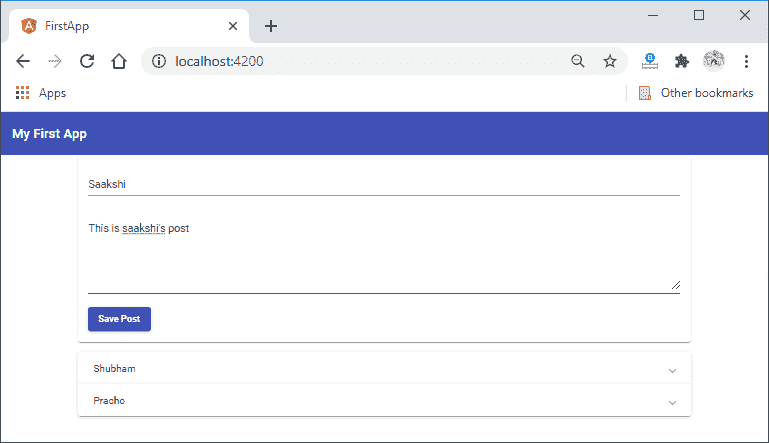 FirstApp
localhost:4200
Apps
Other bookmarks
My First App
Saakshi
This is saakshi's post
Save Post
Shubham
Pracho